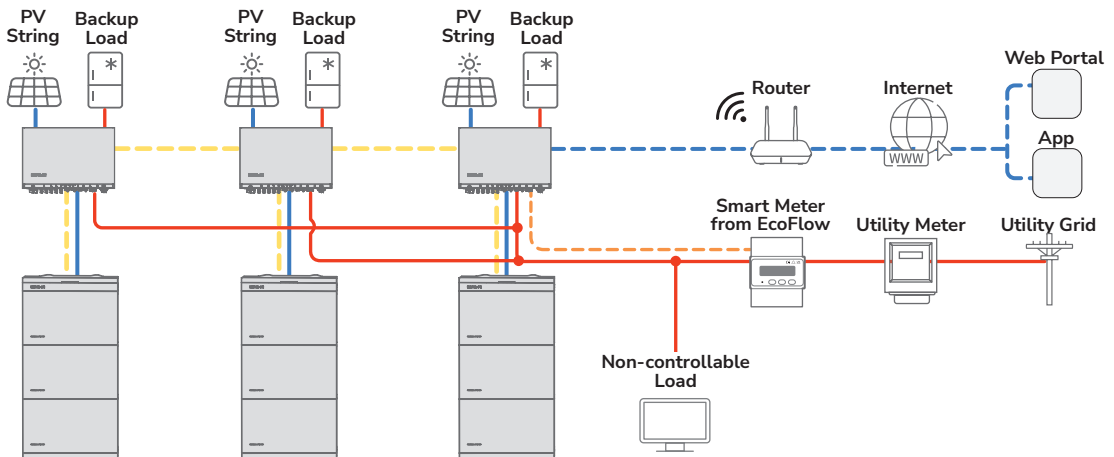 PV
String
Backup
Load
PV
String
Backup
Load
PV
String
Backup
Load
Router
Internet
Web Portal
App
WWW
Smart Meter
from EcoFlow
Utility Meter
Utility Grid
Non-controllable
Load